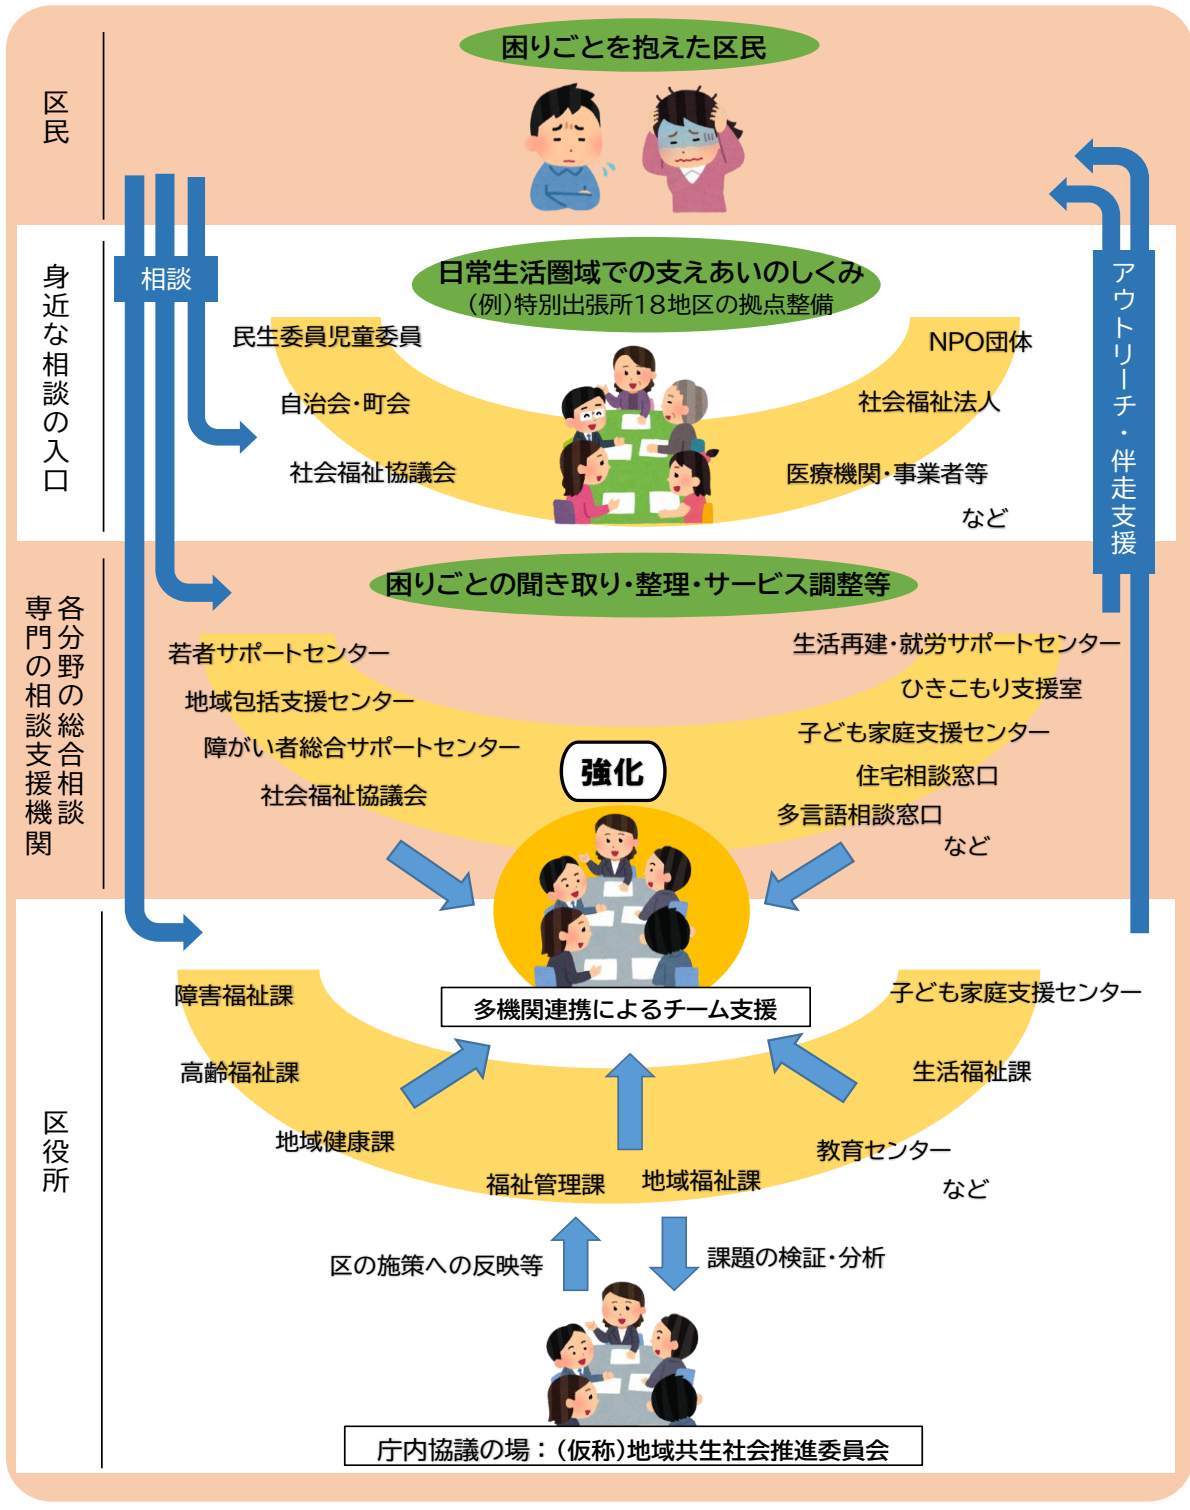 区民
困りごとを抱えた区民
身近な相談の入口
相談
アウトリーチ・伴走支援
日常生活圏域での支えあいのしくみ
(例)特別出張所18地区の拠点整備
民生委員児童委員
自治会・町会
社会福祉協議会
NPO団体
社会福祉法人
医療機関・事業者等
など
各分野の総合相談
専門の相談支援機関
困りごとの聞き取り・整理・サービス調整等
若者サポートセンター
地域包括支援センター
障がい者総合サポートセンター
社会福祉協議会
生活再建・就労サポートセンター
ひきこもり支援室
子ども家庭支援センター
住宅相談窓口
多言語相談窓口
など
強化
多機関連携によるチーム支援
区役所
障害福祉課
高齢福祉課
地域健康課
福祉管理課
地域福祉課
子ども家庭支援センター
生活福祉課
教育センター
など
区の施策への反映等
課題の検証・分析
庁内協議の場:(仮称)地域共生社会推進委員会